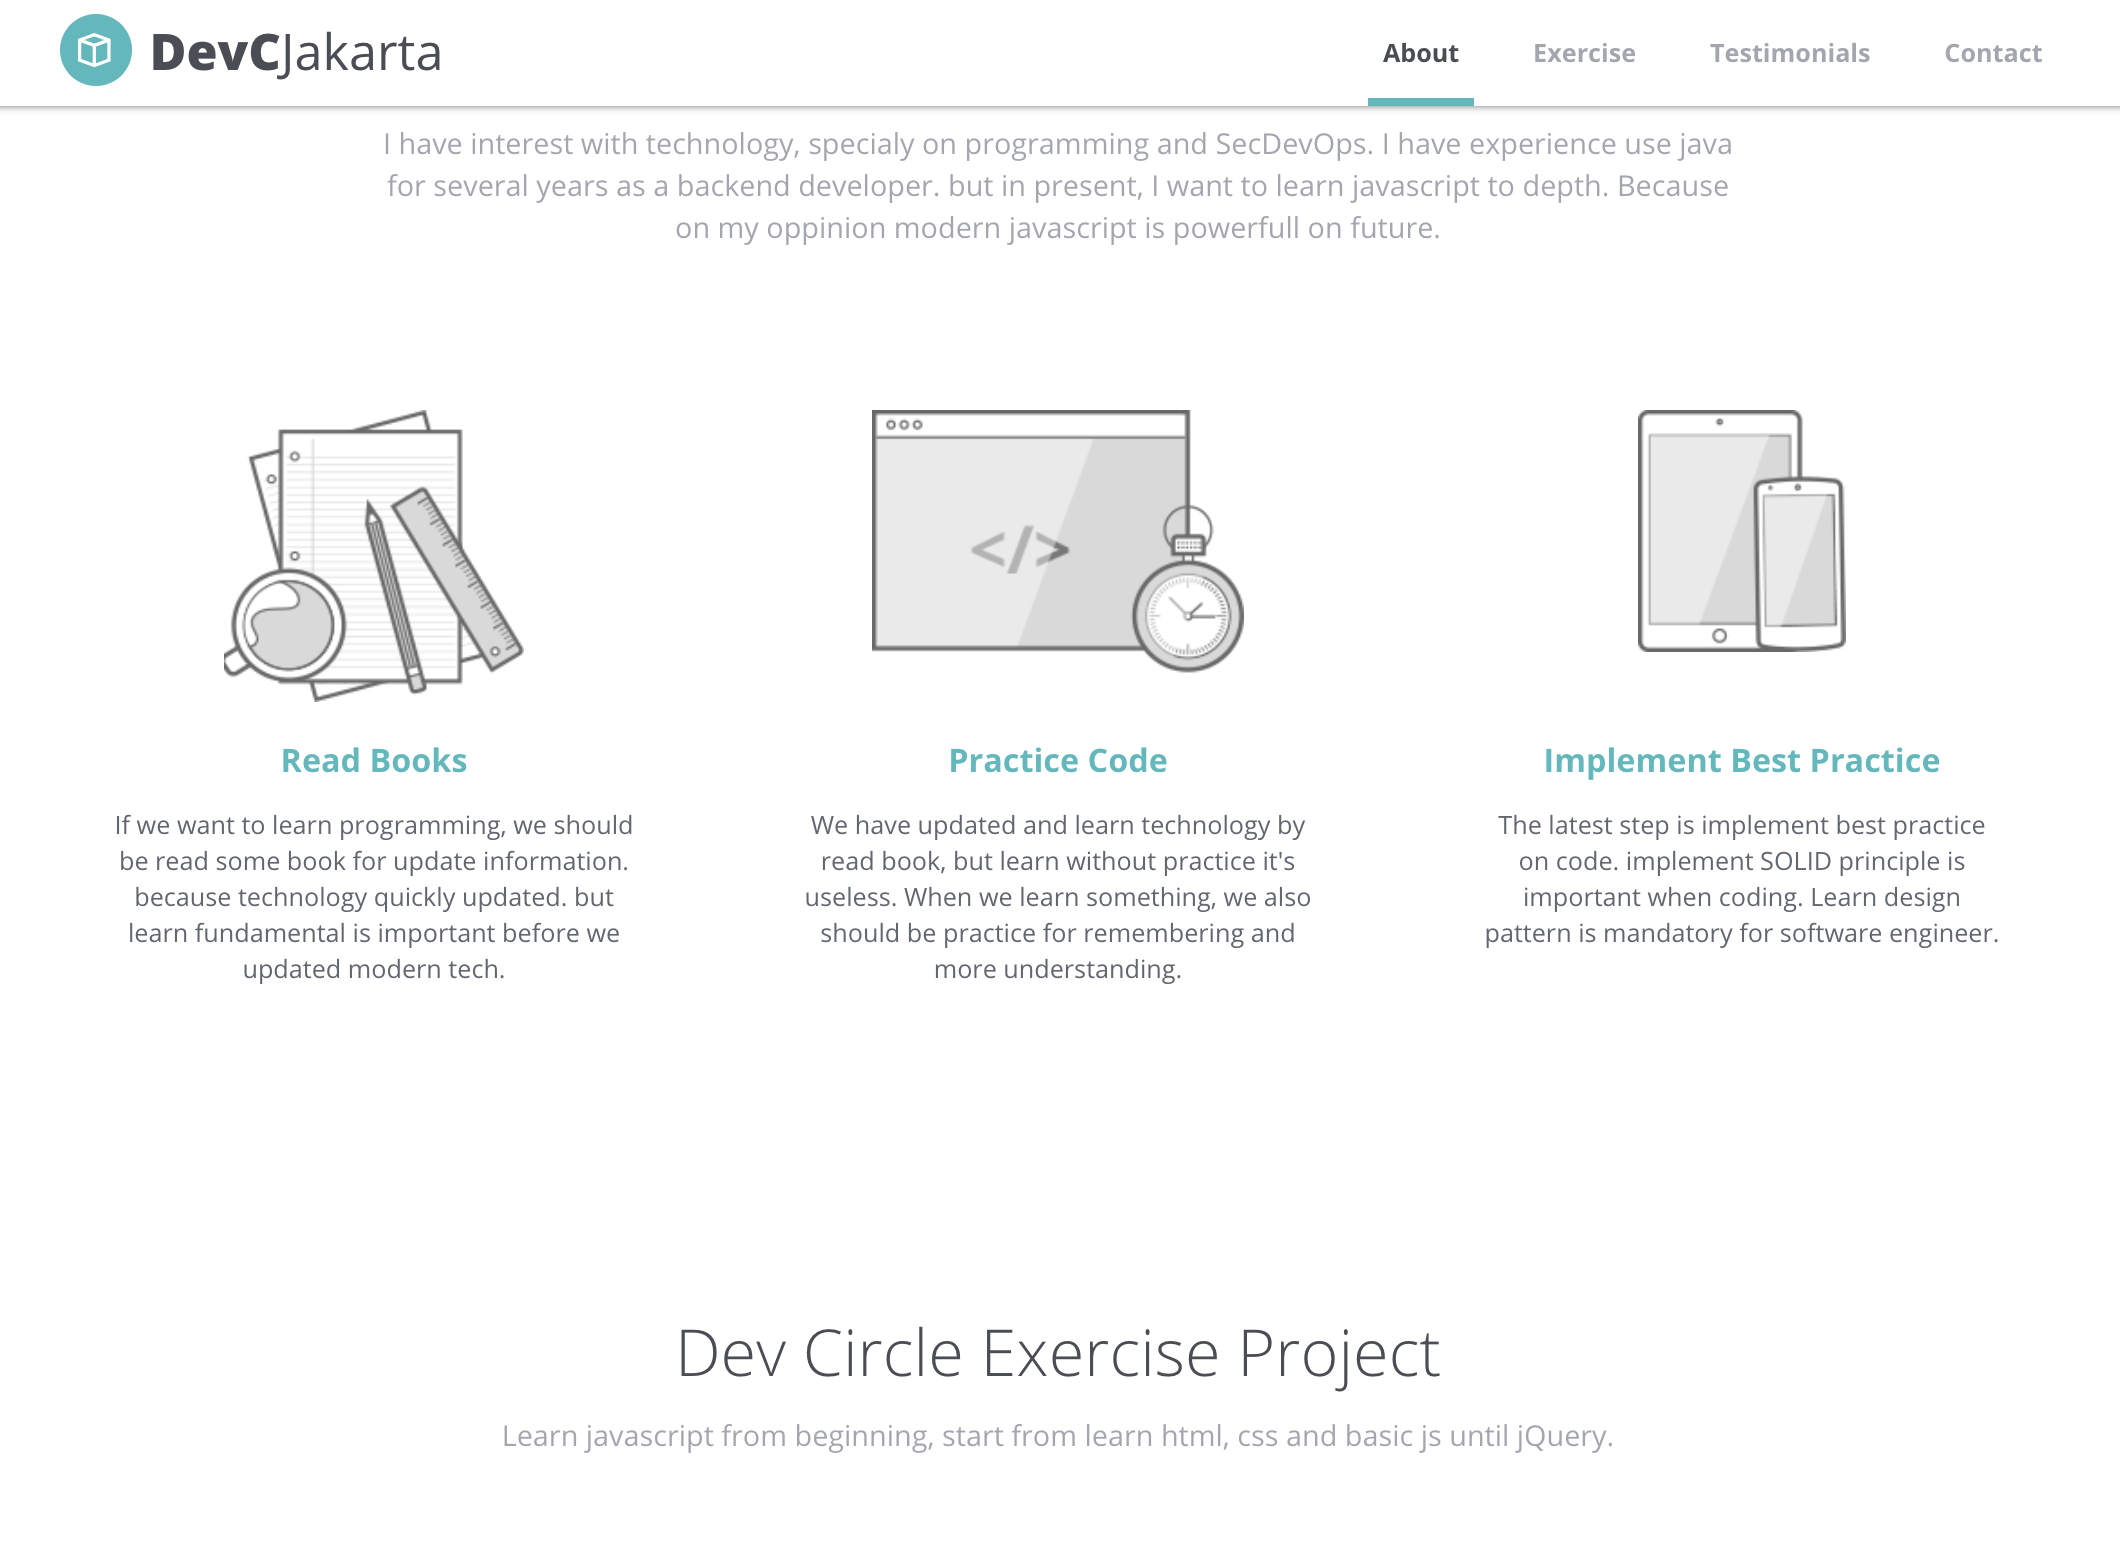 DevCJakarta
About Exercise Testimonials Contact
I have interest with technology, specialy on programming and SecDevOps. I have experience use java
for several years as a backend developer. but in present, I want to learn javascript to depth. Because
on my oppinion modern javascript is powerfull on future.
</>
Read Books
If we want to learn programming, we should
be read some book for update information.
because technology quickly updated. but
learn fundamental is important before we
updated modern tech.
Practice Code
We have updated and learn technology by
read book, but learn without practice it's
useless. When we learn something, we also
should be practice for remembering and
more understanding.
Implement Best Practice
The latest step is implement best practice
on code. implement SOLID principle is
important when coding. Learn design
pattern is mandatory for software engineer.
Dev Circle Exercise Project
Learn javascript from beginning, start from learn html, css and basic js until jQuery.